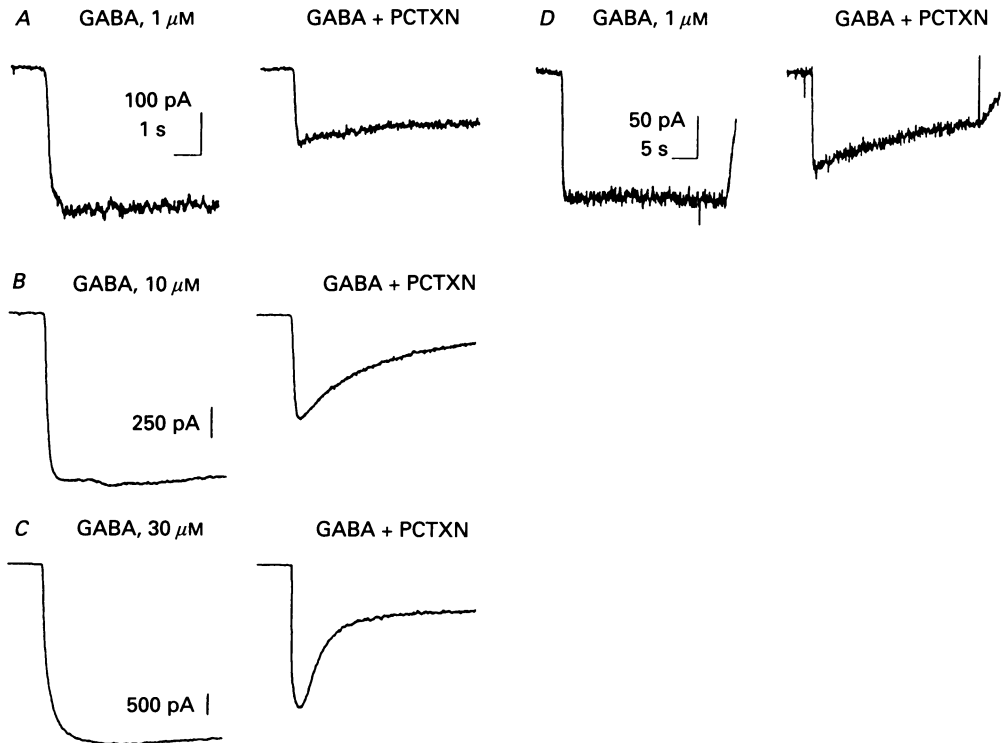 A GABA, 1 μM GABA + PCTXN
100 pA
1 s
D GABA, 1 μM GABA + PCTXN
50 pA
5 s
B GABA, 10 μM GABA + PCTXN
250 pA
C GABA, 30 μM GABA + PCTXN
500 pA